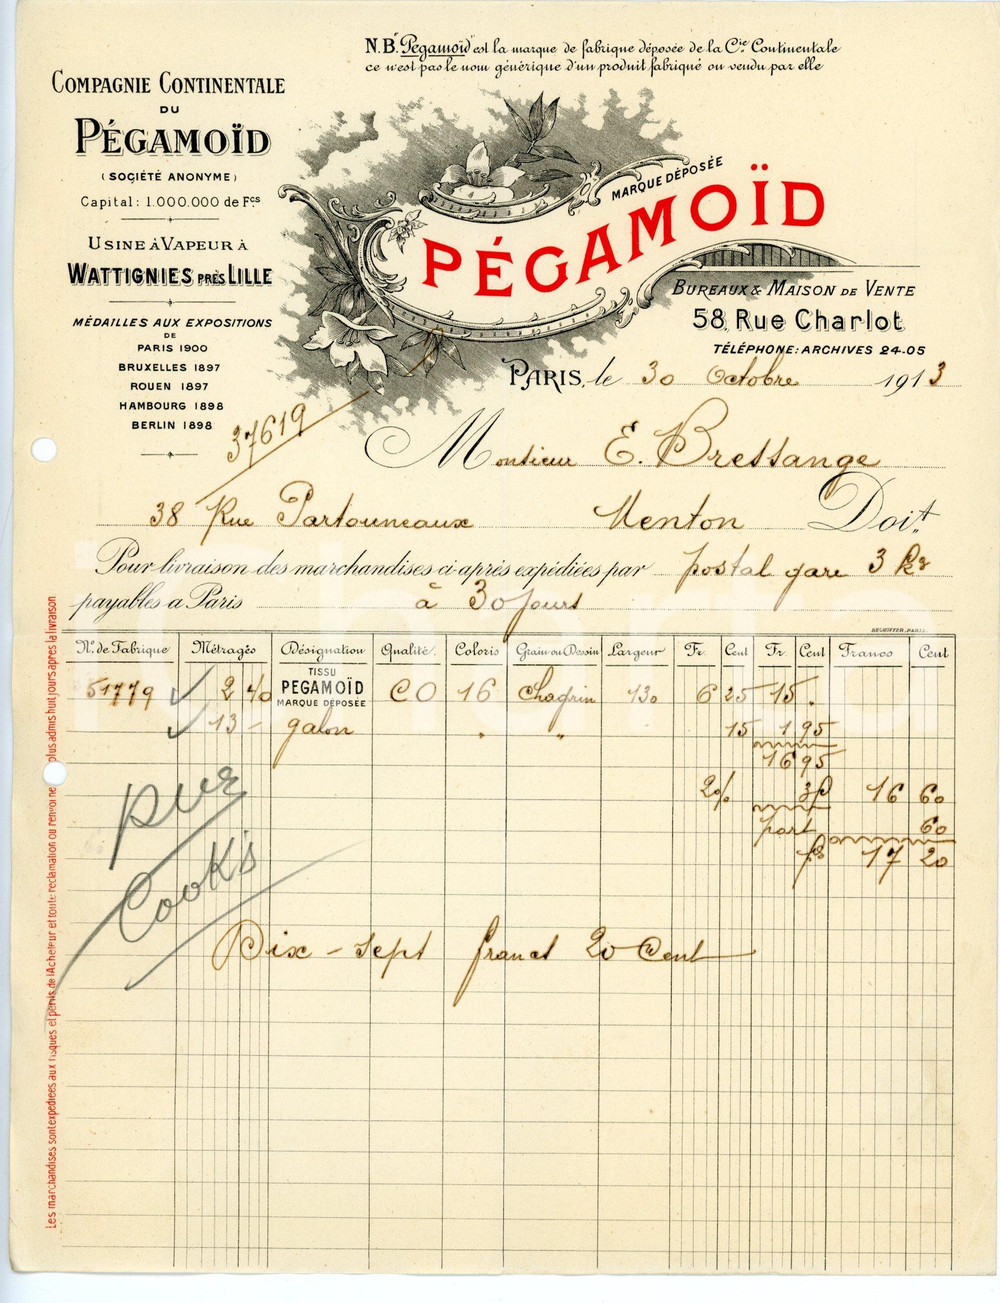 N.B. "Pégamoïd" est la marque de fabrique déposée de la Cie Continentale
ce n'est pas le nom générique d'un produit fabriqué ou vendu par elle
COMPAGNIE CONTINENTALE
DU
PÉGAMOÏD
(SOCIÉTÉ ANONYME)
Capital: 1.000.000 de Fcs
USINE À VAPEUR À
WATTIGNIES PRÈS LILLE
MÉDAILLES AUX EXPOSITIONS
DE
PARIS 1900
BRUXELLES 1897
ROUEN 1897
HAMBOURG 1898
BERLIN 1898
MARQUE DÉPOSÉE
PÉGAMOÏD
BUREAUX & MAISON DE VENTE
58, Rue Charlot
TÉLÉPHONE: ARCHIVES 24-05
PARIS, le 30 Octobre 1913
37619
Monsieur E. Bressange
38 Rue Partouneaux Menton Doit
Pour livraison des marchandises ci-après expédiées par postal gare 3 Ks
payables a Paris à 30 jours
Nº de Fabrique Métrages Désignation Qualité Coloris Grain ou Dessin Largeur Fr. Cent Fr. Cent Francs Cent
51779 2 40 TISSU PEGAMOÏD MARQUE DÉPOSÉE CO 16 Chagrin 130 6 25 15 .
13 - galon " " 15 1 95
16 95
2% 16 60
port 60
fs 17 20
Cook's
Dix-sept francs 20 Cent
Les marchandises sont expédiées aux risques et périls de l'Acheteur et toute réclamation ou renvoi ne plus admis huit jours après la livraison